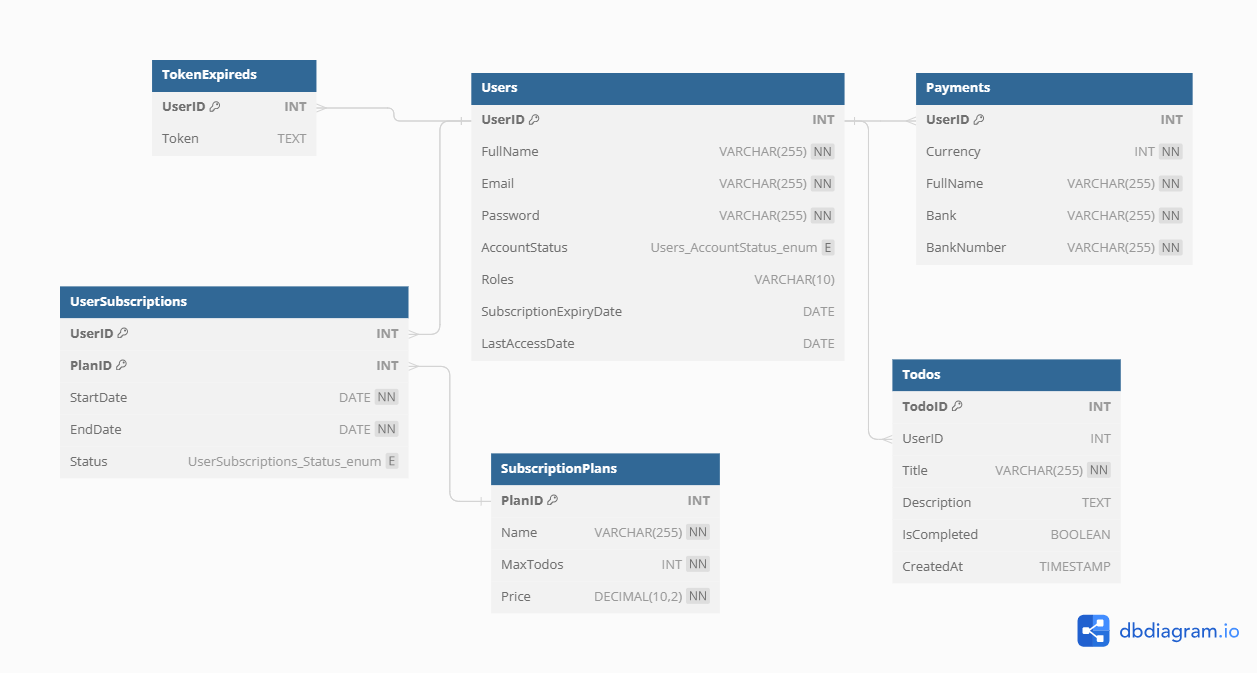 TokenExpireds
UserID INT
Token TEXT
Users
UserID INT
FullName VARCHAR(255) NN
Email VARCHAR(255) NN
Password VARCHAR(255) NN
AccountStatus Users_AccountStatus_enum E
Roles VARCHAR(10)
SubscriptionExpiryDate DATE
LastAccessDate DATE
Payments
UserID INT
Currency INT NN
FullName VARCHAR(255) NN
Bank VARCHAR(255) NN
BankNumber VARCHAR(255) NN
UserSubscriptions
UserID INT
PlanID INT
StartDate DATE NN
EndDate DATE NN
Status UserSubscriptions_Status_enum E
SubscriptionPlans
PlanID INT
Name VARCHAR(255) NN
MaxTodos INT NN
Price DECIMAL(10,2) NN
Todos
TodoID INT
UserID INT
Title VARCHAR(255) NN
Description TEXT
IsCompleted BOOLEAN
CreatedAt TIMESTAMP
dbdiagram.io